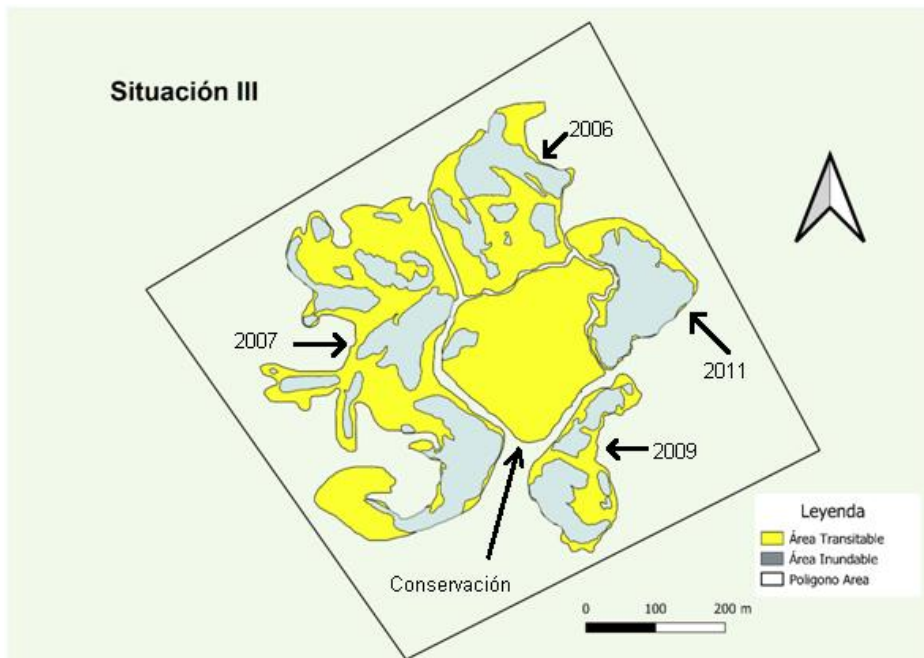 Situación III
2006
2007
2011
2009
Conservación
Leyenda
Área Transitable
Área Inundable
Poligono Area
0 100 200 m